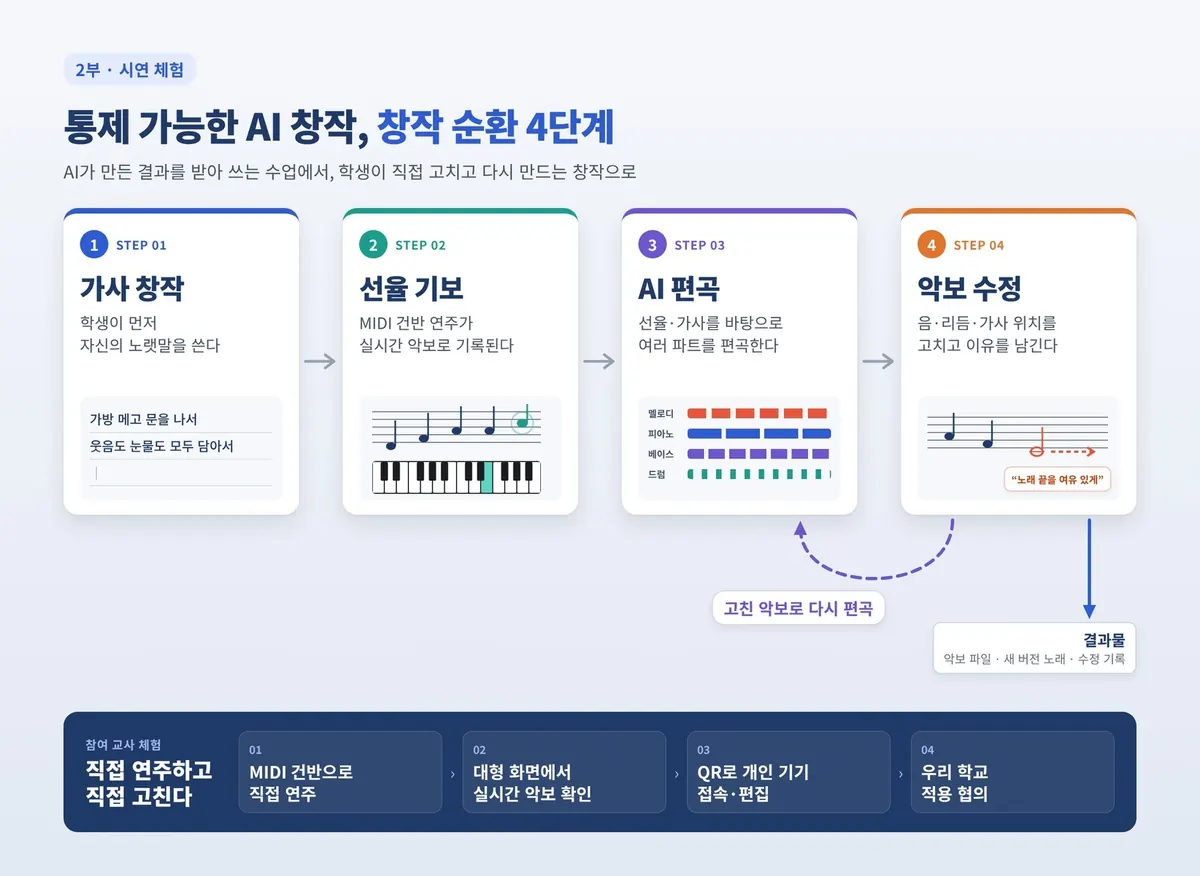 2부 · 시연 체험
통제 가능한 AI 창작, 창작 순환 4단계
AI가 만든 결과를 받아 쓰는 수업에서, 학생이 직접 고치고 다시 만드는 창작으로
1 STEP 01
가사 창작
학생이 먼저
자신의 노랫말을 쓴다
가방 메고 문을 나서
웃음도 눈물도 모두 담아서
2 STEP 02
선율 기보
MIDI 건반 연주가
실시간 악보로 기록된다
3 STEP 03
AI 편곡
선율·가사를 바탕으로
여러 파트를 편곡한다
멜로디
피아노
베이스
드럼
4 STEP 04
악보 수정
음·리듬·가사 위치를
고치고 이유를 남긴다
“노래 끝을 여유 있게”
고친 악보로 다시 편곡
결과물
악보 파일 · 새 버전 노래 · 수정 기록
참여 교사 체험
직접 연주하고
직접 고친다
01
MIDI 건반으로
직접 연주
›
02
대형 화면에서
실시간 악보 확인
›
03
QR로 개인 기기
접속·편집
›
04
우리 학교
적용 협의